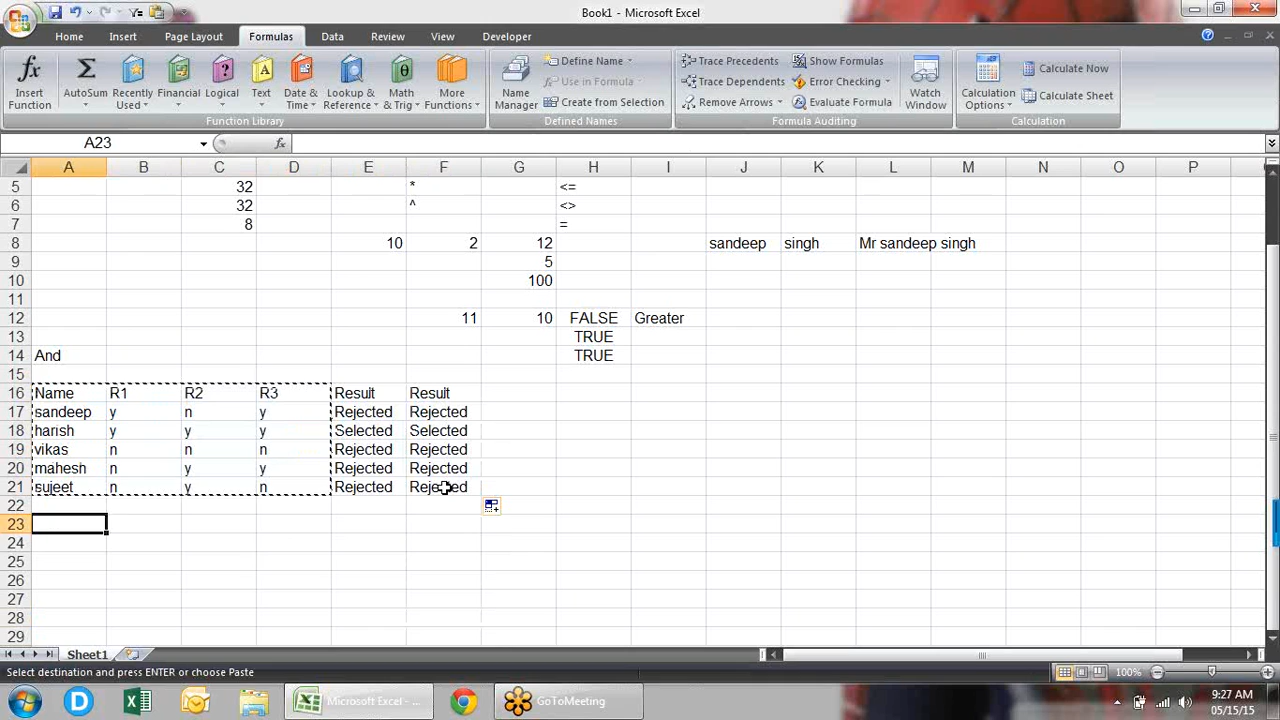 Book1 - Microsoft Excel
Home Insert Page Layout Formulas Data Review View Developer
Insert Function
AutoSum
Recently Used
Financial
Logical
Text
Date & Time
Lookup & Reference
Math & Trig
More Functions
Function Library
Name Manager
Define Name
Use in Formula
Create from Selection
Defined Names
Trace Precedents
Trace Dependents
Remove Arrows
Show Formulas
Error Checking
Evaluate Formula
Formula Auditing
Watch Window
Calculation Options
Calculate Now
Calculate Sheet
Calculation
A23 fx
A B C D E F G H I J K L M N O P
5 32 * <=
6 32 ^ <>
7 8 =
8 10 2 12 sandeep singh Mr sandeep singh
9 5
10 100
11
12 11 10 FALSE Greater
13 TRUE
14 And TRUE
15
16 Name R1 R2 R3 Result Result
17 sandeep y n y Rejected Rejected
18 harish y y y Selected Selected
19 vikas n n n Rejected Rejected
20 mahesh n y y Rejected Rejected
21 sujeet n y n Rejected Rejected
22
23
24
25
26
27
28
29
Sheet1
Select destination and press ENTER or choose Paste 100%
Microsoft Excel - ... GoToMeeting
9:27 AM
05/15/15